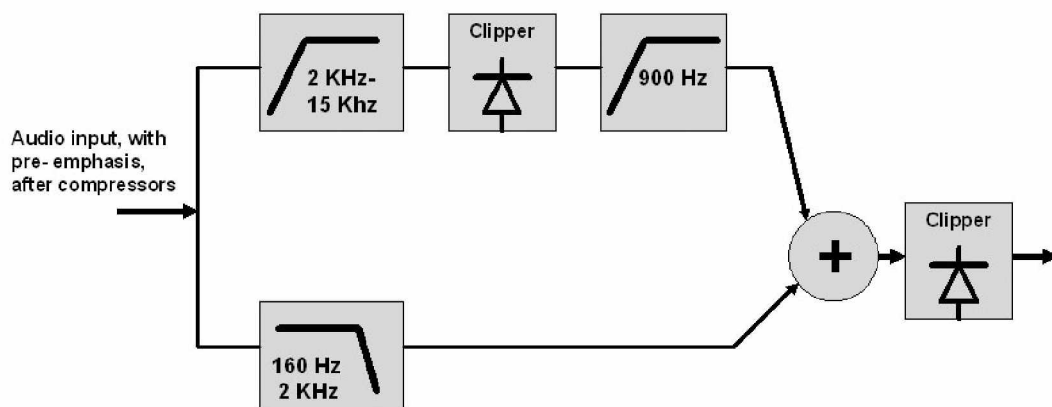 Clipper
2 KHz-
15 Khz
900 Hz
Audio input, with
pre- emphasis,
after compressors
Clipper
+
160 Hz
2 KHz